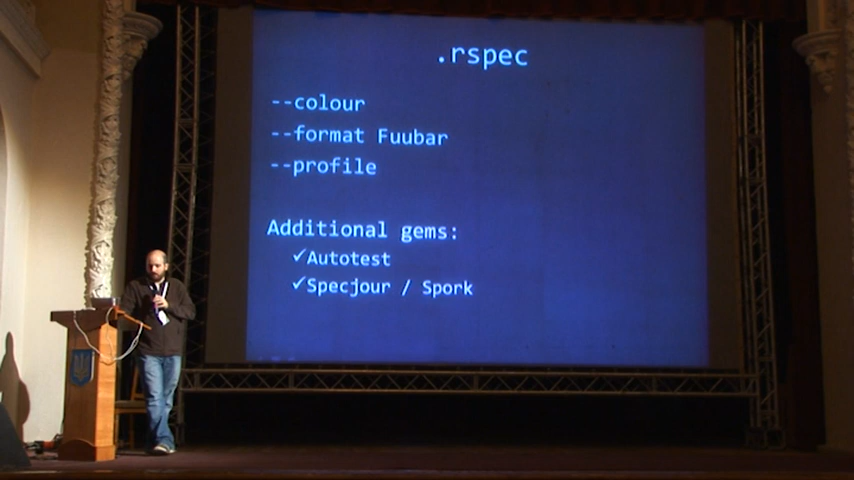 .rspec
--colour
--format Fuubar
--profile
Additional gems:
✓Autotest
✓Specjour / Spork